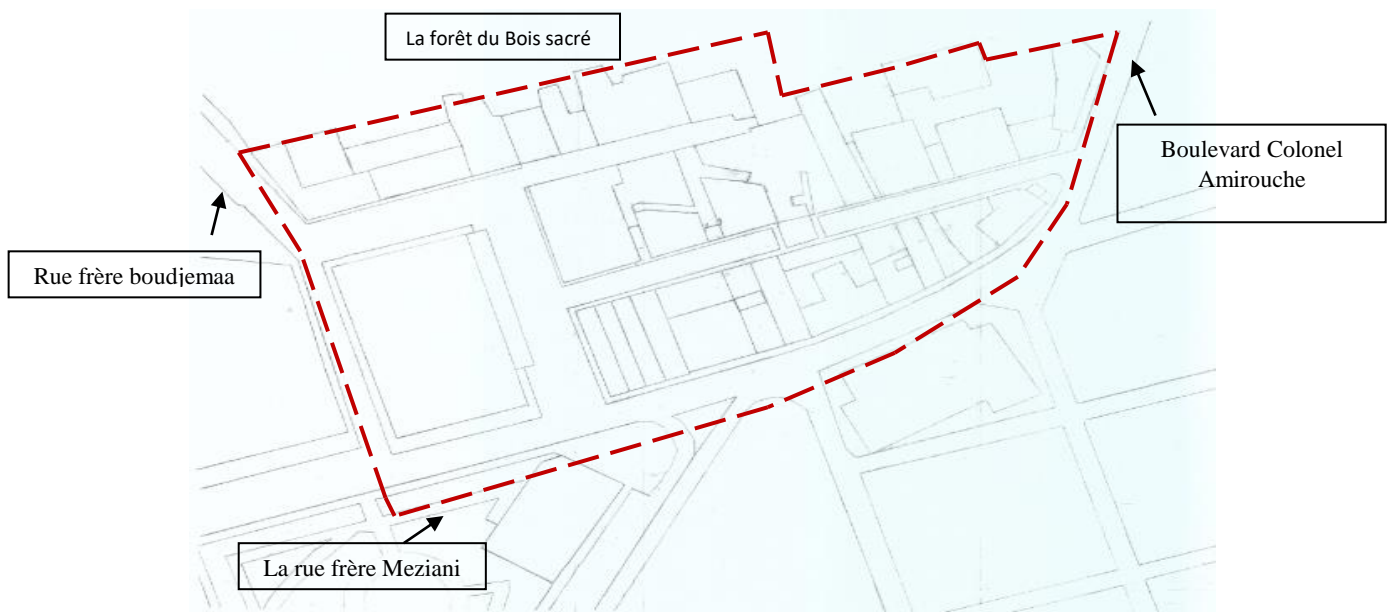 La forêt du Bois sacré
Boulevard Colonel
Amirouche
Rue frère boudjemaa
La rue frère Meziani